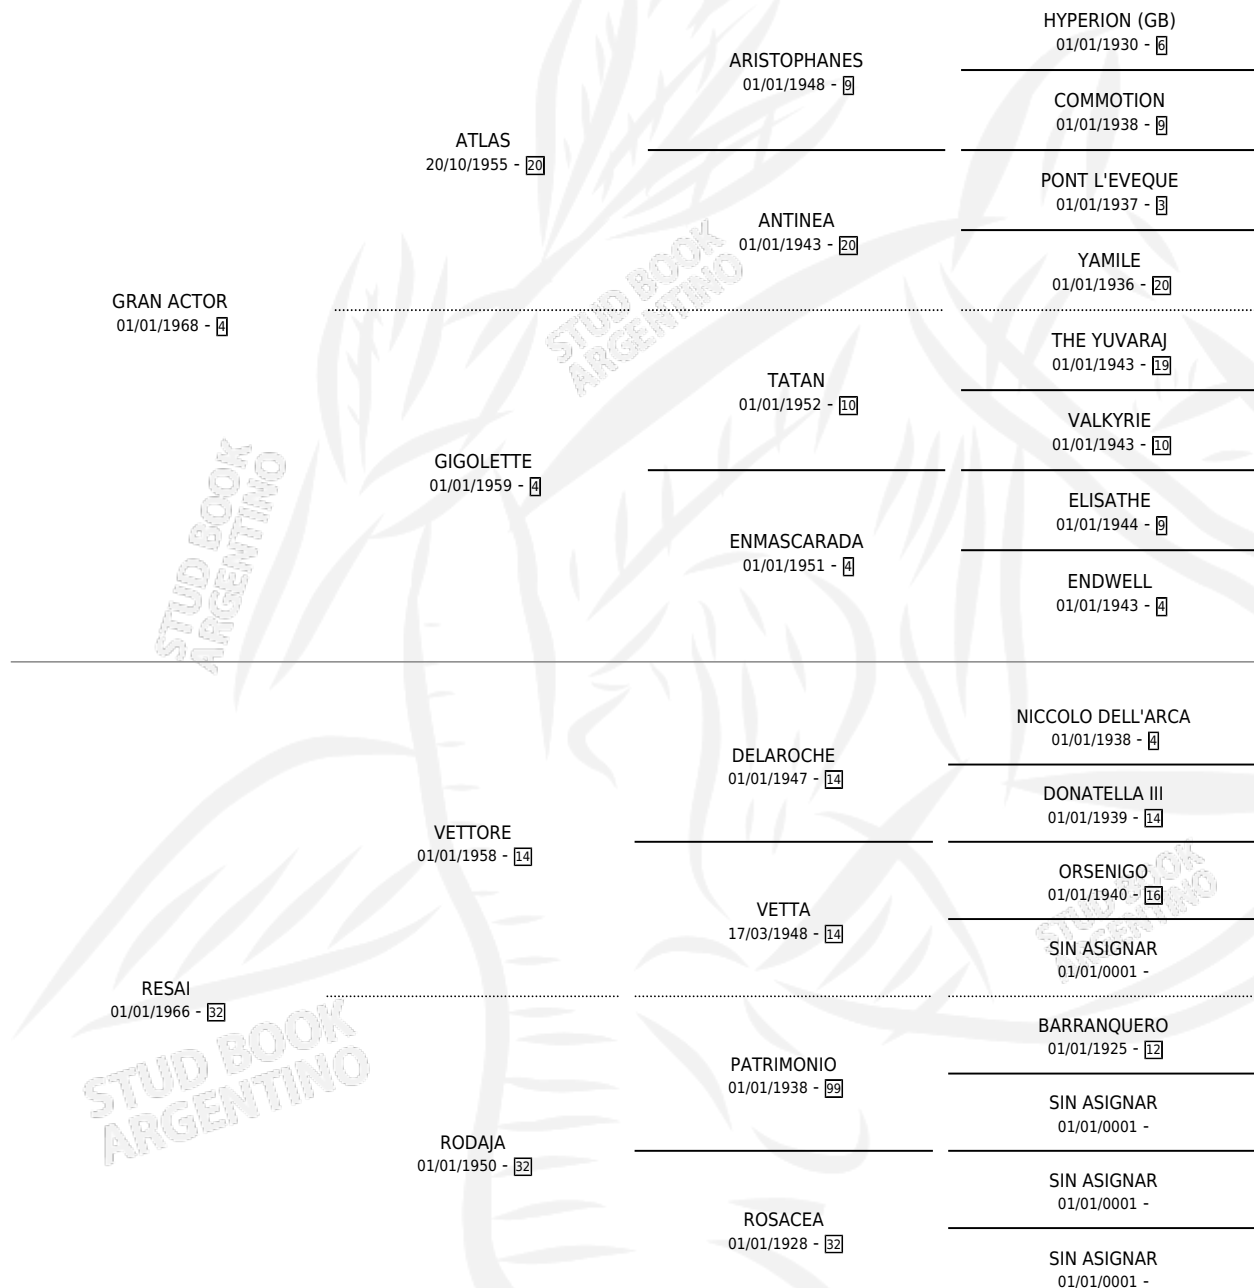 HYPERION (GB)
01/01/1930 - 6
ARISTOPHANES
01/01/1948 - 9
COMMOTION
01/01/1938 - 9
ATLAS
20/10/1955 - 20
PONT L'EVEQUE
01/01/1937 - 3
ANTINEA
01/01/1943 - 20
YAMILE
01/01/1936 - 20
GRAN ACTOR
01/01/1968 - 4
THE YUVARAJ
01/01/1943 - 19
TATAN
01/01/1952 - 10
VALKYRIE
01/01/1943 - 10
GIGOLETTE
01/01/1959 - 4
ELISATHE
01/01/1944 - 9
ENMASCARADA
01/01/1951 - 4
ENDWELL
01/01/1943 - 4
NICCOLO DELL'ARCA
01/01/1938 - 4
DELAROCHE
01/01/1947 - 14
DONATELLA III
01/01/1939 - 14
VETTORE
01/01/1958 - 14
ORSENIGO
01/01/1940 - 16
VETTA
17/03/1948 - 14
SIN ASIGNAR
01/01/0001 -
RESAI
01/01/1966 - 32
BARRANQUERO
01/01/1925 - 12
PATRIMONIO
01/01/1938 - 99
SIN ASIGNAR
01/01/0001 -
RODAJA
01/01/1950 - 32
SIN ASIGNAR
01/01/0001 -
ROSACEA
01/01/1928 - 32
SIN ASIGNAR
01/01/0001 -
STUD BOOK
ARGENTINO
STUD BOOK
ARGENTINO
STUD BOOK
ARGENTINO
STUD BOOK
ARGENTINO